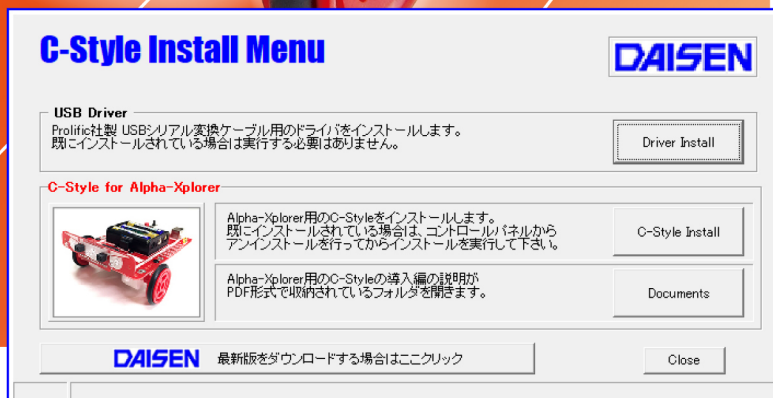 C-Style Install Menu
DAISEN
USB Driver
Prolific社製 USBシリアル変換ケーブル用のドライバをインストールします。
既にインストールされている場合は実行する必要はありません。
Driver Install
C-Style for Alpha-Xplorer
Alpha-Xplorer用のC-Styleをインストールします。
既にインストールされている場合は、コントロールパネルから
アンインストールを行ってからインストールを実行して下さい。
C-Style Install
Alpha-Xplorer用のC-Styleの導入編の説明が
PDF形式で収納されているフォルダを開きます。
Documents
DAISEN 最新版をダウンロードする場合はここクリック
Close